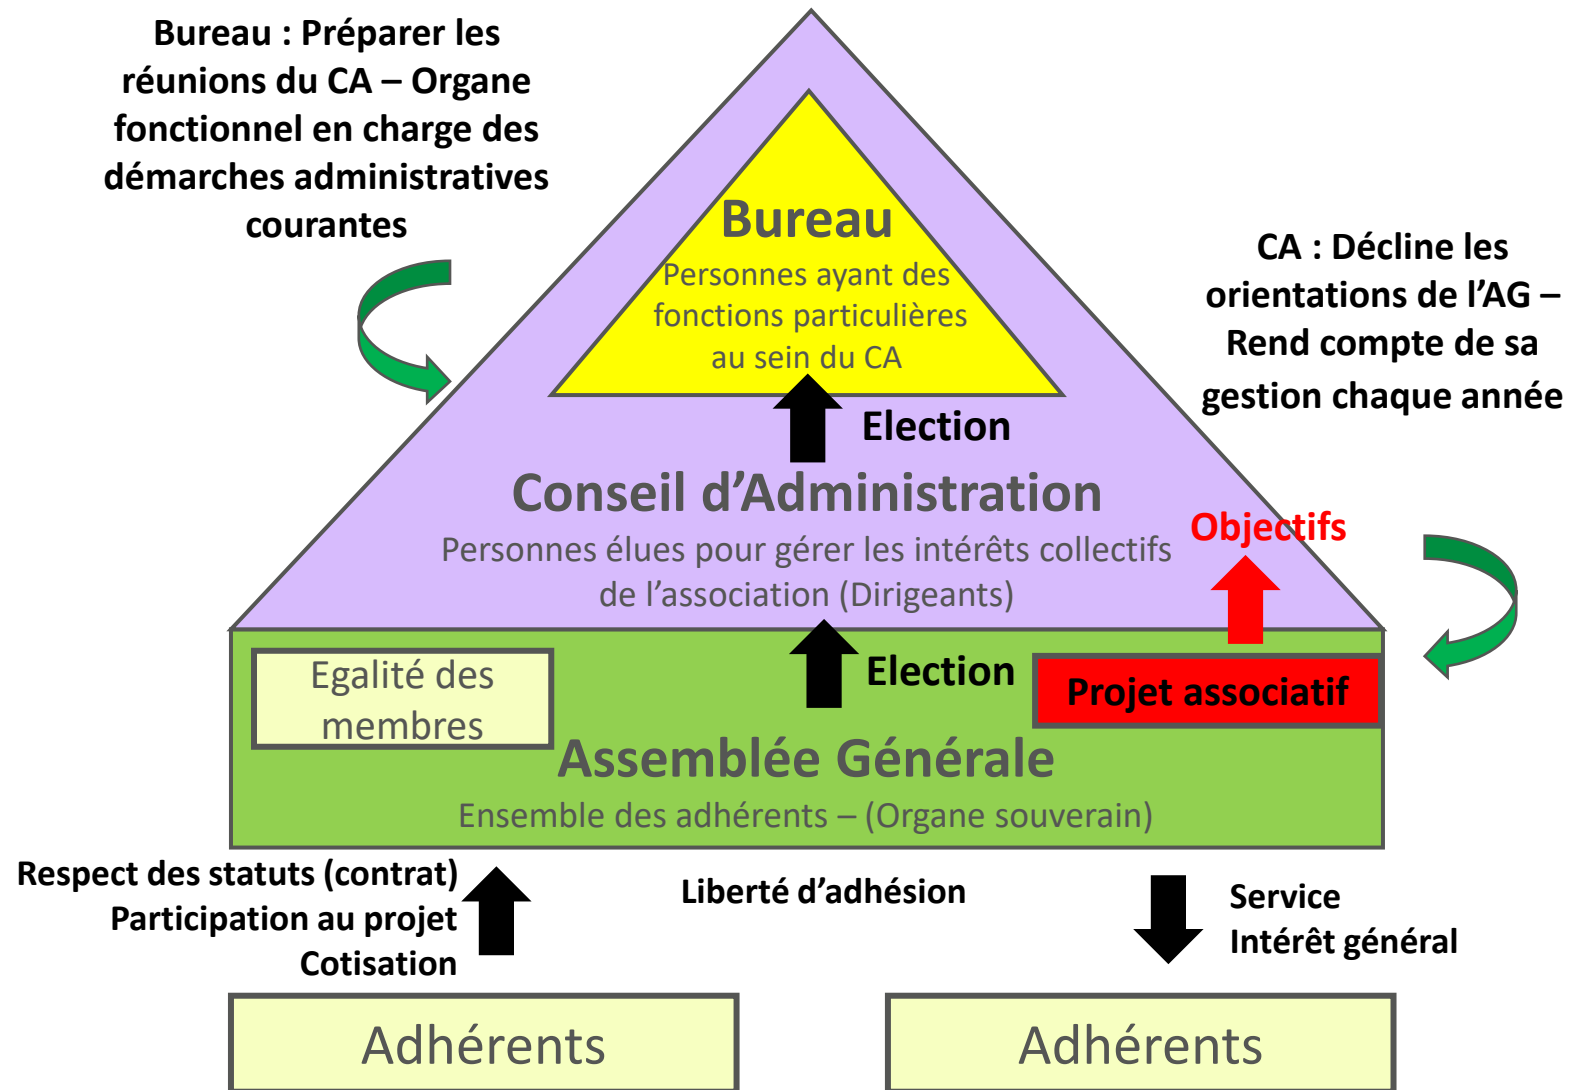 Bureau : Préparer les
réunions du CA – Organe
fonctionnel en charge des
démarches administratives
courantes
Bureau
Personnes ayant des
fonctions particulières
au sein du CA
CA : Décline les
orientations de l’AG –
Rend compte de sa
gestion chaque année
Election
Conseil d’Administration
Personnes élues pour gérer les intérêts collectifs
de l’association (Dirigeants)
Objectifs
Egalité des
membres
Election
Projet associatif
Assemblée Générale
Ensemble des adhérents – (Organe souverain)
Respect des statuts (contrat)
Participation au projet
Cotisation
Liberté d’adhésion
Service
Intérêt général
Adhérents
Adhérents